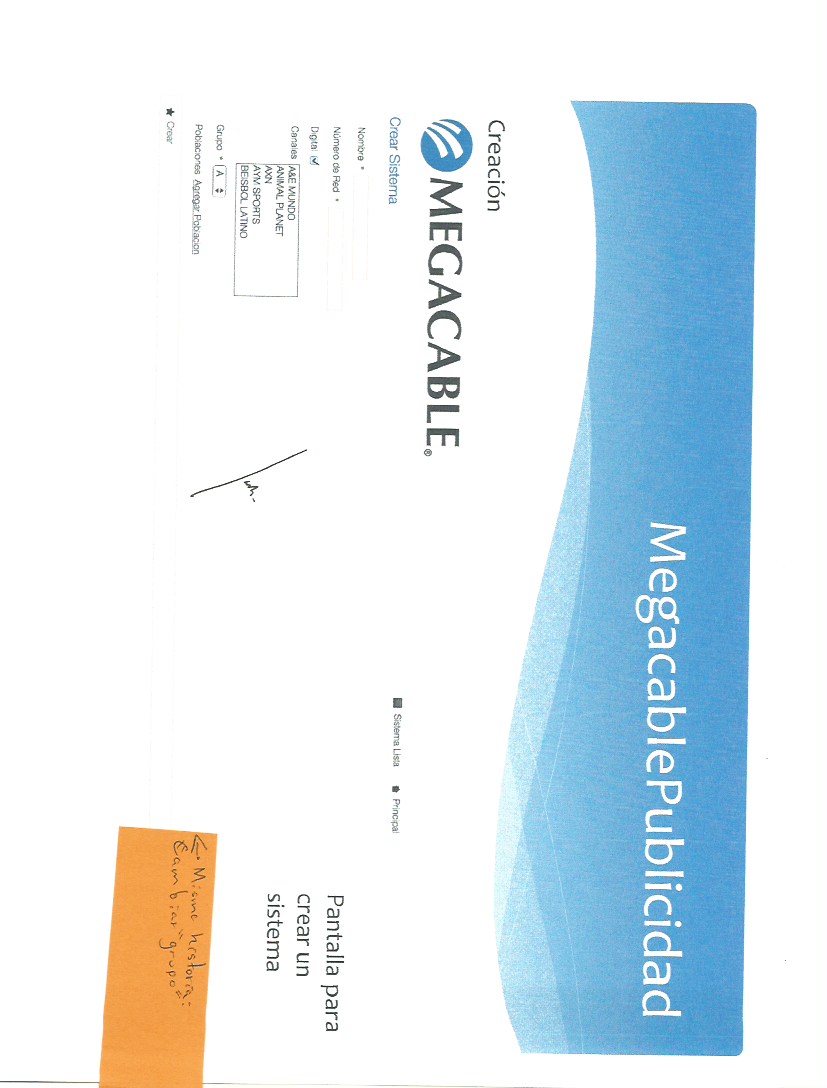 MegacablePublicidad
Creación
MEGACABLE®
Crear Sistema
Sistema Lista Principal
Nombre *
Número de Red *
Digital
Canales A&E MUNDO
ANIMAL PLANET
AXN
AYM SPORTS
BEISBOL LATINO
Grupo * A
Poblaciones Agregar Poblacion
Crear
Pantalla para
crear un
sistema
Misma historia:
Cambiar "grupo"